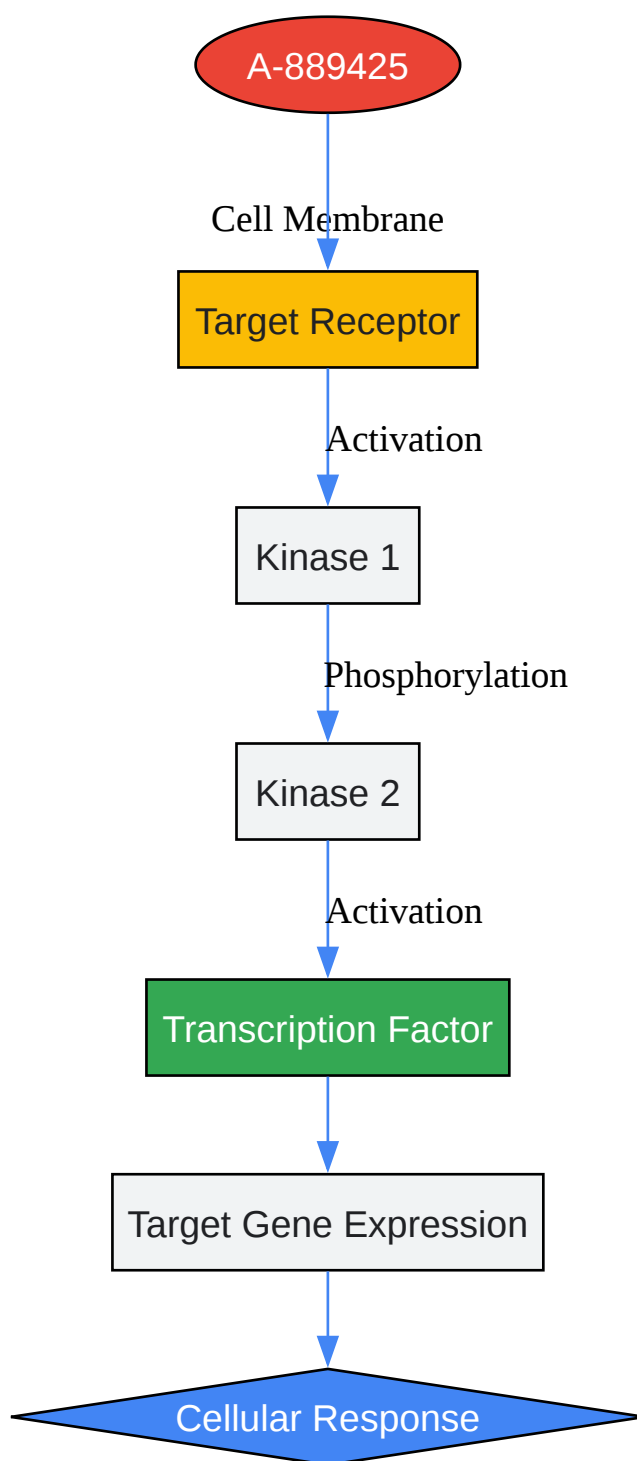 A-889425
Cell Membrane
Target Receptor
Activation
Kinase 1
Phosphorylation
Kinase 2
Activation
Transcription Factor
Target Gene Expression
Cellular Response